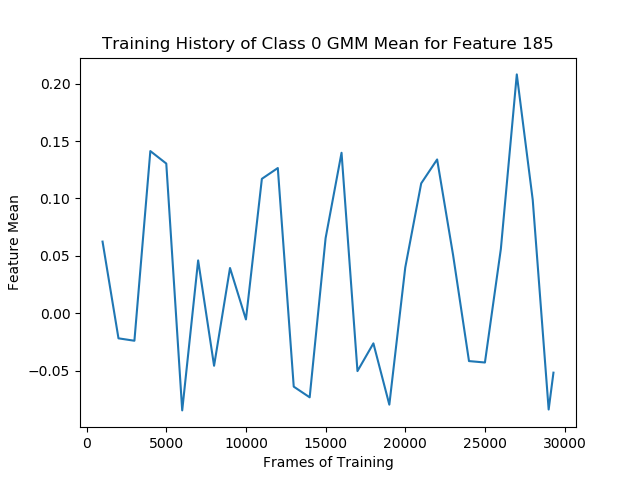 Training History of Class 0 GMM Mean for Feature 185
0.20
0.15
0.10
0.05
0.00
−0.05
Feature Mean
0 5000 10000 15000 20000 25000 30000
Frames of Training